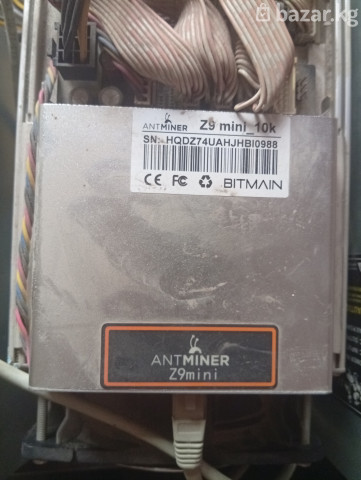 bazar.kg
ANTMINER Z9 mini_10k
SN: HQDZ74UAHJHBI0988
CE FC BITMAIN
ANTMINER
Z9mini